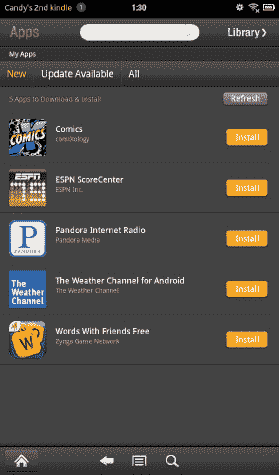 Candy's 2nd kindle 1 1:30
Apps Library
My Apps
New Update Available All
5 Apps to Download & Install Refresh
COMICS
Comics
comiXology
Install
ESPN
ESPN ScoreCenter
ESPN Inc.
Install
P
PANDORA
Pandora Internet Radio
Pandora Media
Install
The
Weather
Channel
The Weather Channel for Android
The Weather Channel
Install
W
Words With Friends Free
Zynga Game Network
Install